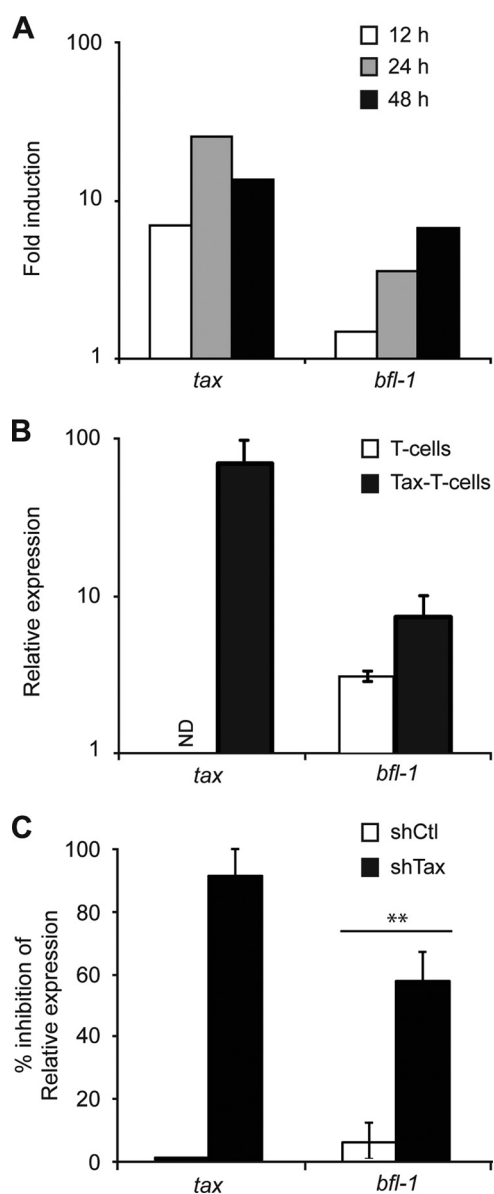 A
100
12 h
24 h
48 h
10
1
Fold induction
tax
bfl-1
B
100
T-cells
Tax-T-cells
10
1
Relative expression
ND
tax
bfl-1
C
shCtl
shTax
100
80
60
40
20
0
% inhibition of
Relative expression
**
tax
bfl-1